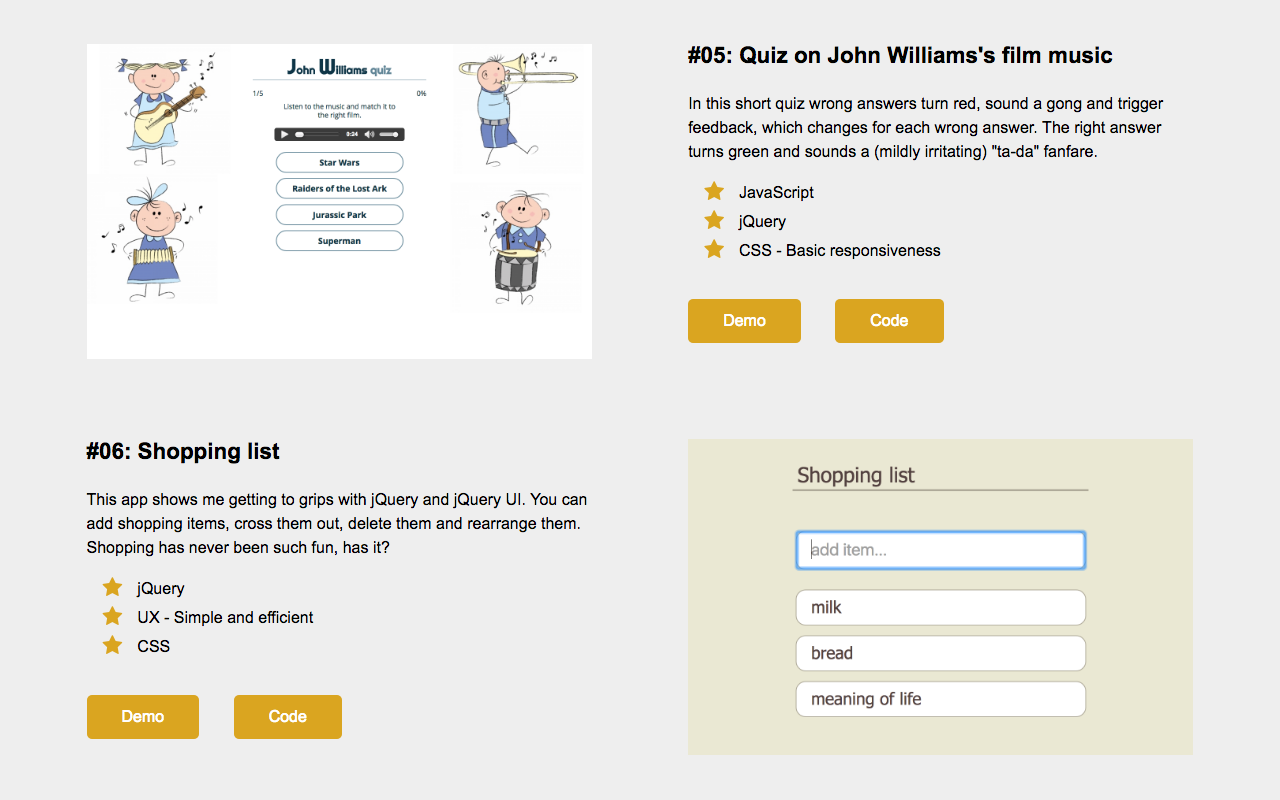 John Williams quiz
1/5 0%
Listen to the music and match it to
the right film.
0:24
Star Wars
Raiders of the Lost Ark
Jurassic Park
Superman
#05: Quiz on John Williams's film music
In this short quiz wrong answers turn red, sound a gong and trigger
feedback, which changes for each wrong answer. The right answer
turns green and sounds a (mildly irritating) "ta-da" fanfare.
JavaScript
jQuery
CSS - Basic responsiveness
Demo Code
#06: Shopping list
This app shows me getting to grips with jQuery and jQuery UI. You can
add shopping items, cross them out, delete them and rearrange them.
Shopping has never been such fun, has it?
jQuery
UX - Simple and efficient
CSS
Demo Code
Shopping list
add item...
milk
bread
meaning of life